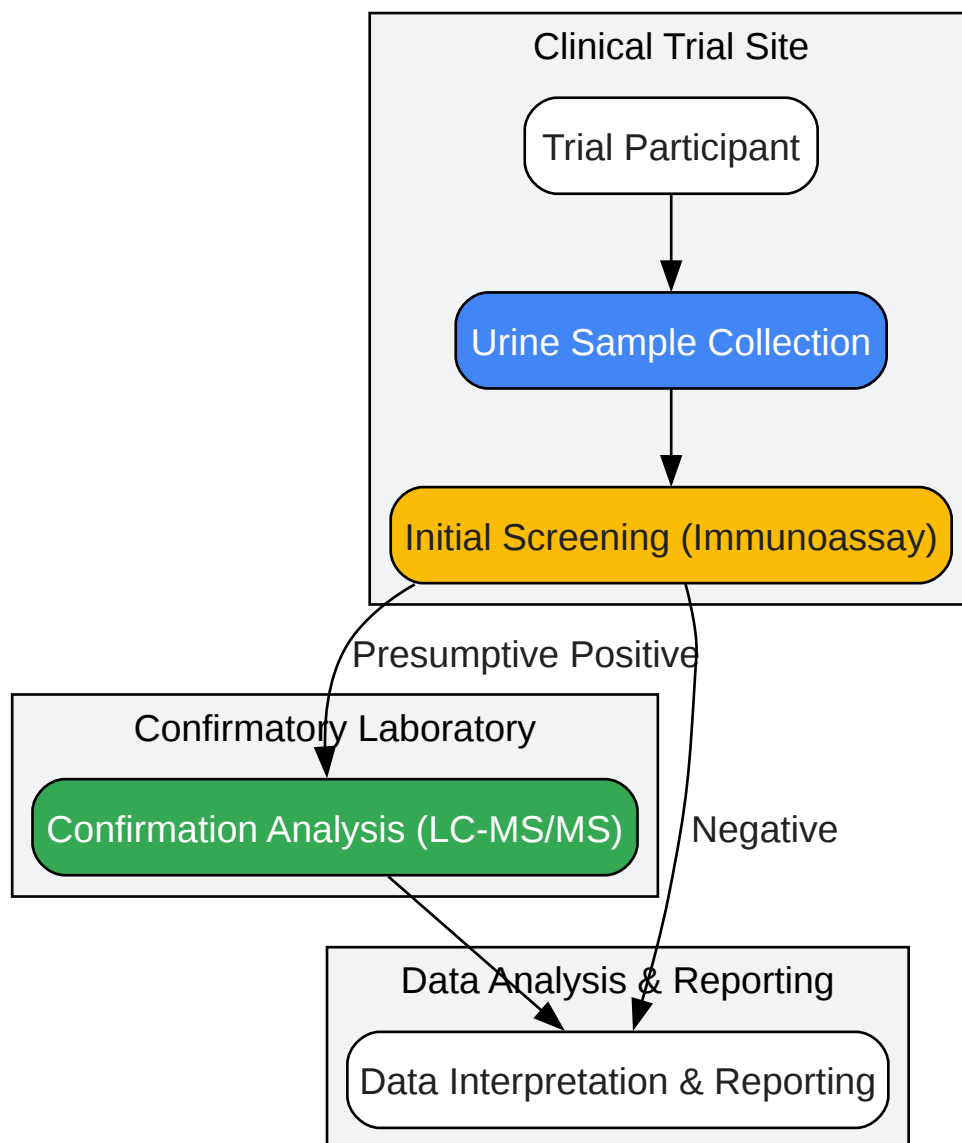 Clinical Trial Site
Trial Participant
Urine Sample Collection
Initial Screening (Immunoassay)
Presumptive Positive
Confirmatory Laboratory
Confirmation Analysis (LC-MS/MS)
Negative
Data Analysis & Reporting
Data Interpretation & Reporting